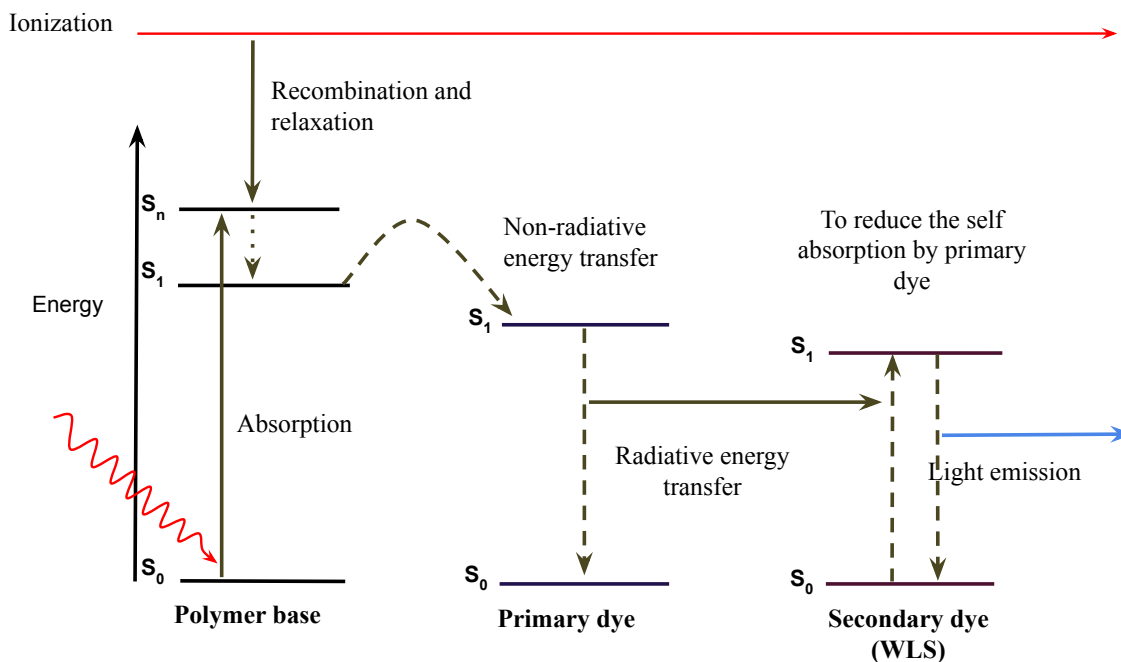 Ionization
Recombination and
relaxation
Sn
S1
Energy
Absorption
S0
Polymer base
Non-radiative
energy transfer
S1
Radiative energy
transfer
S0
Primary dye
To reduce the self
absorption by primary
dye
S1
Light emission
S0
Secondary dye
(WLS)